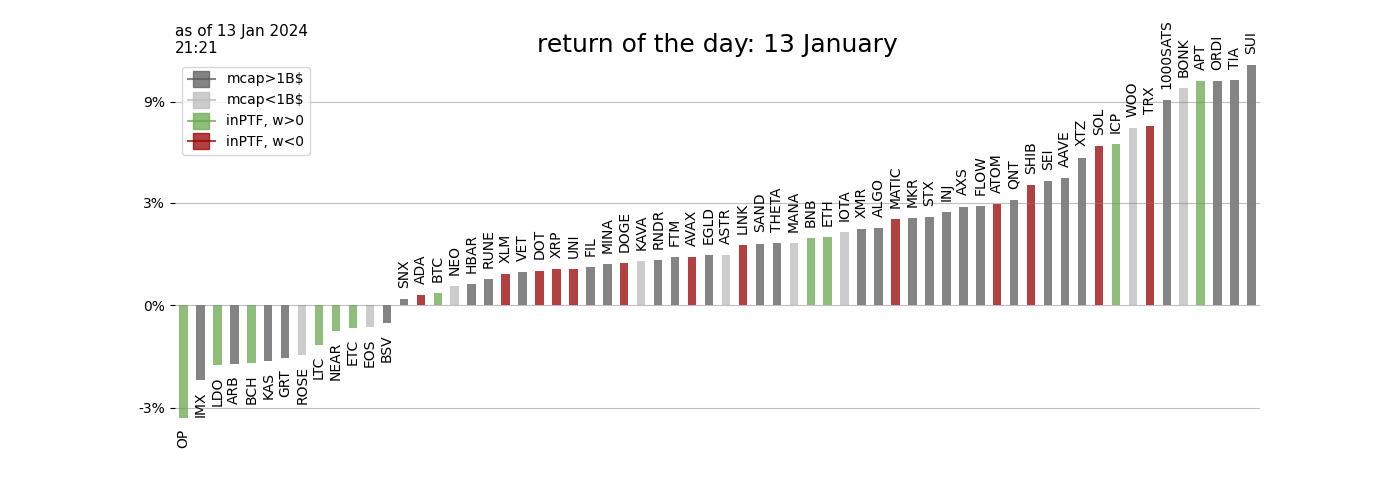 as of 13 Jan 2024
21:21
return of the day: 13 January
mcap>1B$
mcap<1B$
inPTF, w>0
inPTF, w<0
9%
3%
0%
-3%
OP
IMX
LDO
ARB
BCH
KAS
GRT
ROSE
LTC
NEAR
ETC
EOS
BSV
SNX
ADA
BTC
NEO
HBAR
RUNE
XLM
VET
DOT
XRP
UNI
FIL
MINA
DOGE
KAVA
RNDR
FTM
AVAX
EGLD
ASTR
LINK
SAND
THETA
MANA
BNB
ETH
IOTA
XMR
ALGO
MATIC
MKR
STX
INJ
AXS
FLOW
ATOM
QNT
SHIB
SEI
AAVE
XTZ
SOL
ICP
WOO
TRX
1000SATS
BONK
APT
ORDI
TIA
SUI